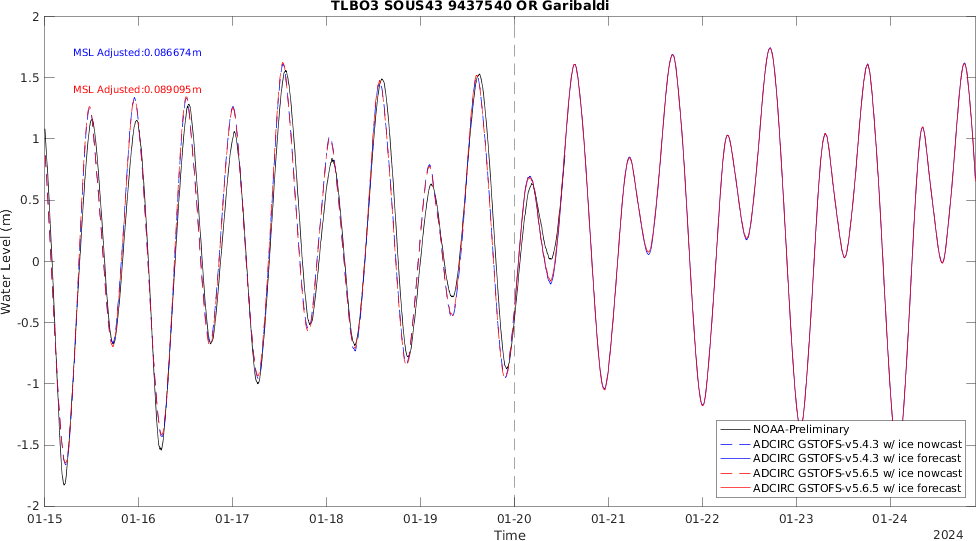 TLBO3 SOUS43 9437540 OR Garibaldi
MSL Adjusted:0.086674m
MSL Adjusted:0.089095m
Water Level (m)
2
1.5
1
0.5
0
-0.5
-1
-1.5
-2
NOAA-Preliminary
ADCIRC GSTOFS-v5.4.3 w/ ice nowcast
ADCIRC GSTOFS-v5.4.3 w/ ice forecast
ADCIRC GSTOFS-v5.6.5 w/ ice nowcast
ADCIRC GSTOFS-v5.6.5 w/ ice forecast
01-15 01-16 01-17 01-18 01-19 01-20 01-21 01-22 01-23 01-24
Time
2024